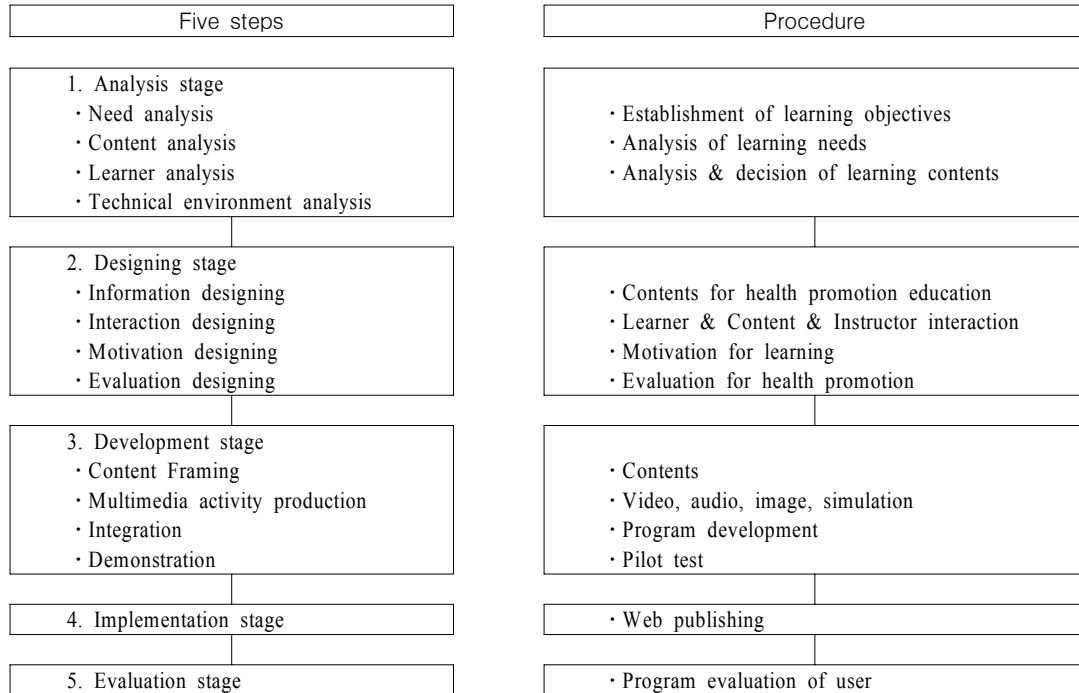 Five steps
Procedure
1. Analysis stage
· Need analysis
· Content analysis
· Learner analysis
· Technical environment analysis
· Establishment of learning objectives
· Analysis of learning needs
· Analysis & decision of learning contents
2. Designing stage
· Information designing
· Interaction designing
· Motivation designing
· Evaluation designing
· Contents for health promotion education
· Learner & Content & Instructor interaction
· Motivation for learning
· Evaluation for health promotion
3. Development stage
· Content Framing
· Multimedia activity production
· Integration
· Demonstration
· Contents
· Video, audio, image, simulation
· Program development
· Pilot test
4. Implementation stage
· Web publishing
5. Evaluation stage
· Program evaluation of user